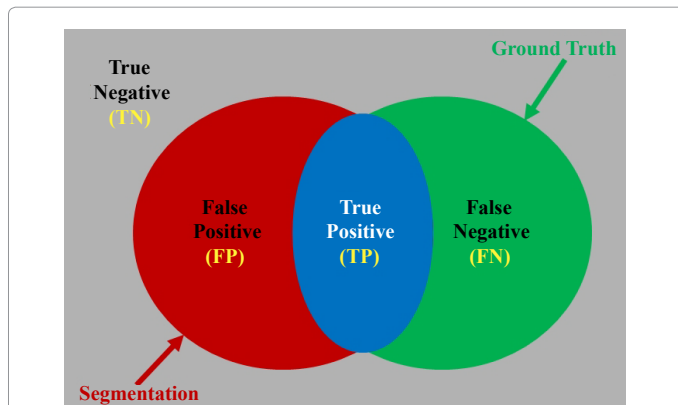 Ground Truth
True
Negative
(TN)
False
Positive
(FP)
True
Positive
(TP)
False
Negative
(FN)
Segmentation